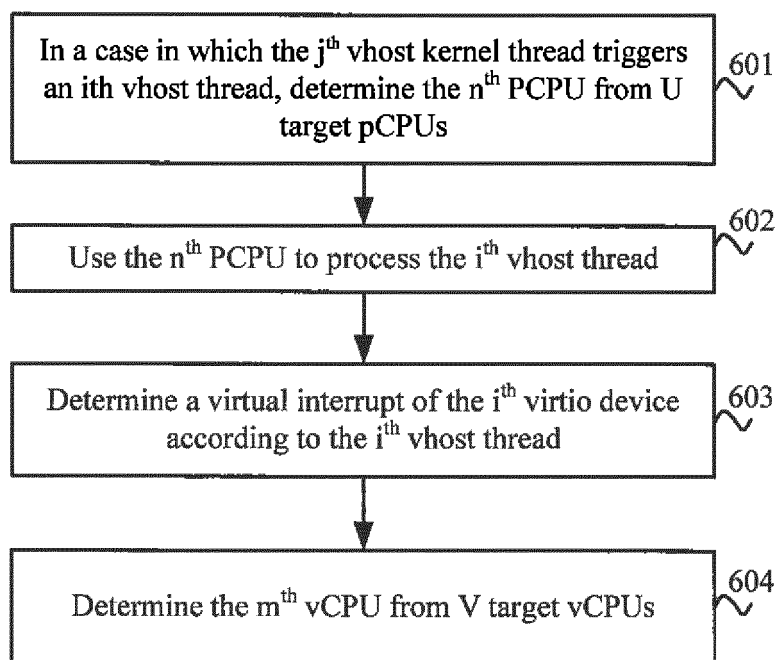 In a case in which the jth vhost kernel thread triggers
an ith vhost thread, determine the nth PCPU from U
target pCPUs
601
602
Use the nth PCPU to process the ith vhost thread
Determine a virtual interrupt of the ith virtio device
according to the ith vhost thread
603
604
Determine the mth vCPU from V target vCPUs